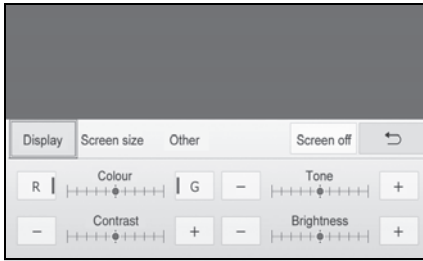 Display Screen size Other Screen off
Colour Tone
R G - +
Contrast Brightness
- + - +